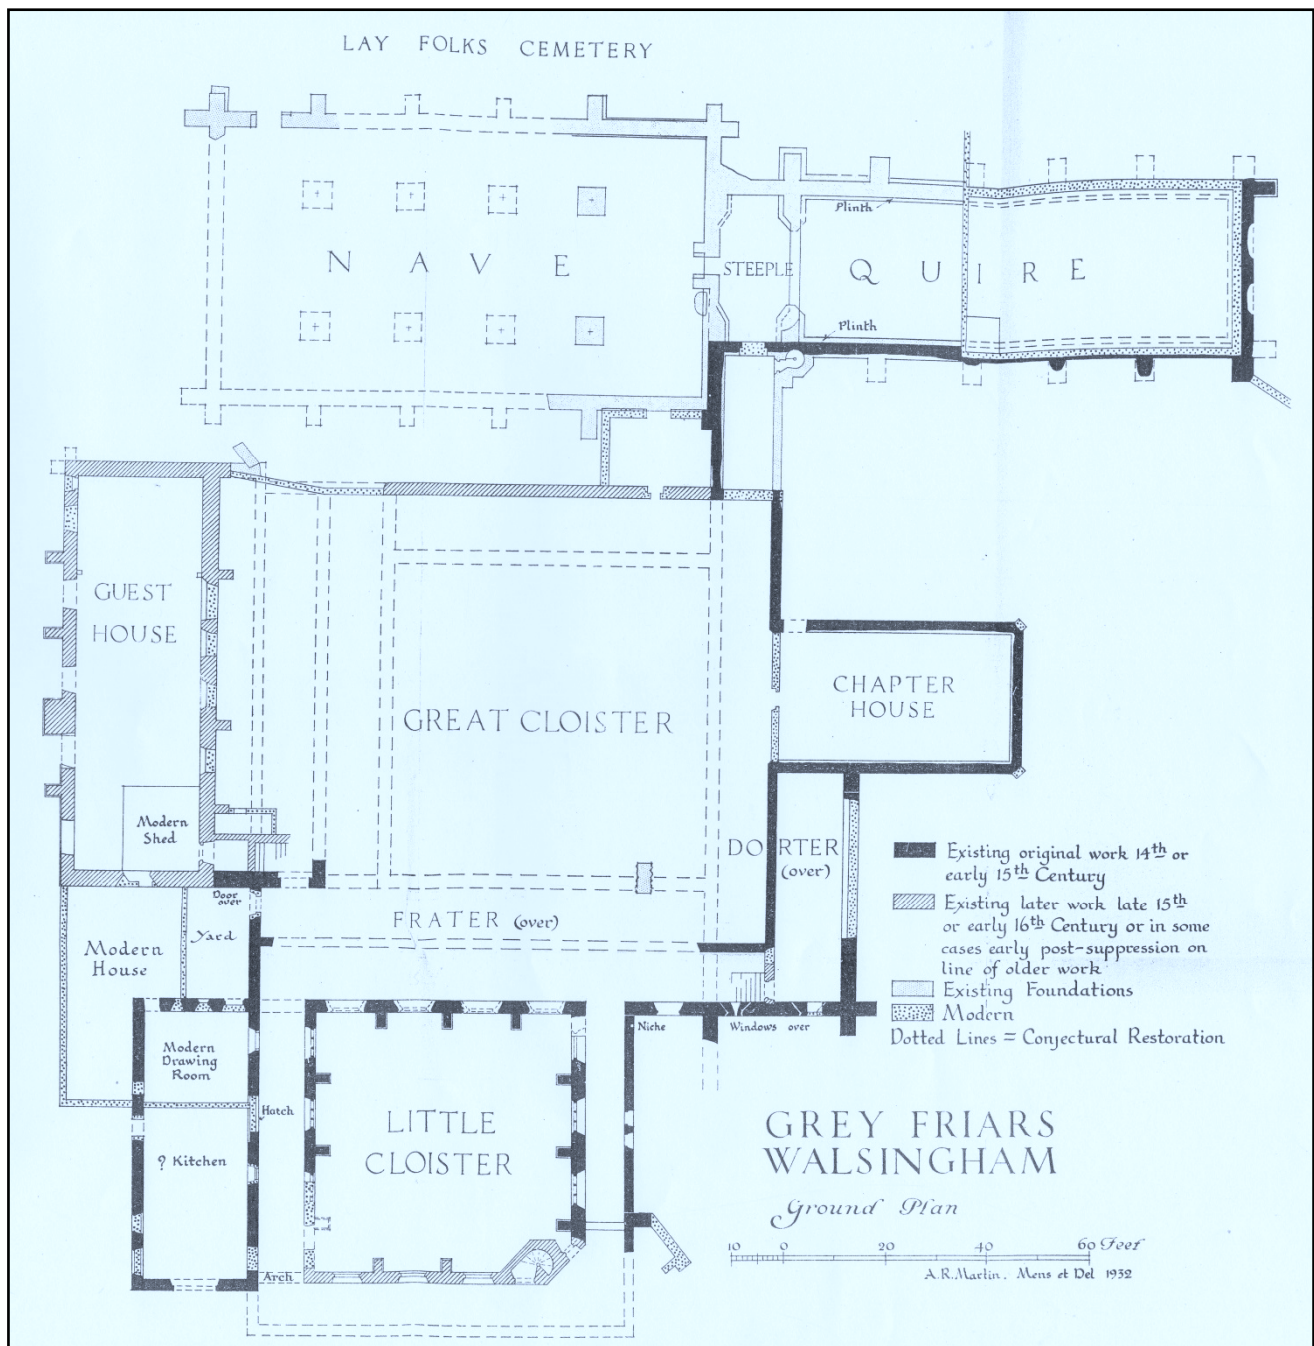 LAY FOLKS CEMETERY
Plinth
NAVE
STEEPLE
QUIRE
Plinth
GUEST
HOUSE
CHAPTER
HOUSE
GREAT CLOISTER
Modern
Shed
DORTER
(over)
Door
over
FRATER (over)
Yard
Modern
House
Existing original work 14th or
early 15th Century
Existing later work late 15th
or early 16th Century or in some
cases early post-suppression on
line of older work
Existing Foundations
Modern
Dotted Lines = Conjectural Restoration
Niche
Windows over
Modern
Drawing
Room
Hatch
LITTLE
CLOISTER
? Kitchen
Arch
GREY FRIARS
WALSINGHAM
Ground Plan
10 0 20 40 60 Feet
A.R.Martin. Mens et Del 1932